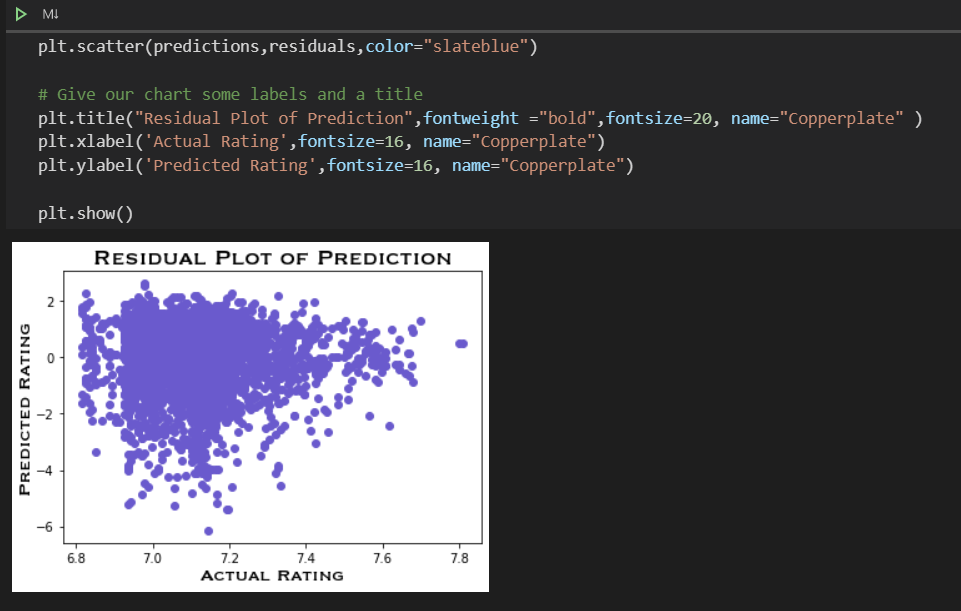 M↓
plt.scatter(predictions,residuals,color="slateblue")
# Give our chart some labels and a title
plt.title("Residual Plot of Prediction",fontweight ="bold",fontsize=20, name="Copperplate" )
plt.xlabel('Actual Rating',fontsize=16, name="Copperplate")
plt.ylabel('Predicted Rating',fontsize=16, name="Copperplate")
plt.show()
Residual Plot of Prediction
Predicted Rating
2
0
−2
−4
−6
6.8 7.0 7.2 7.4 7.6 7.8
Actual Rating